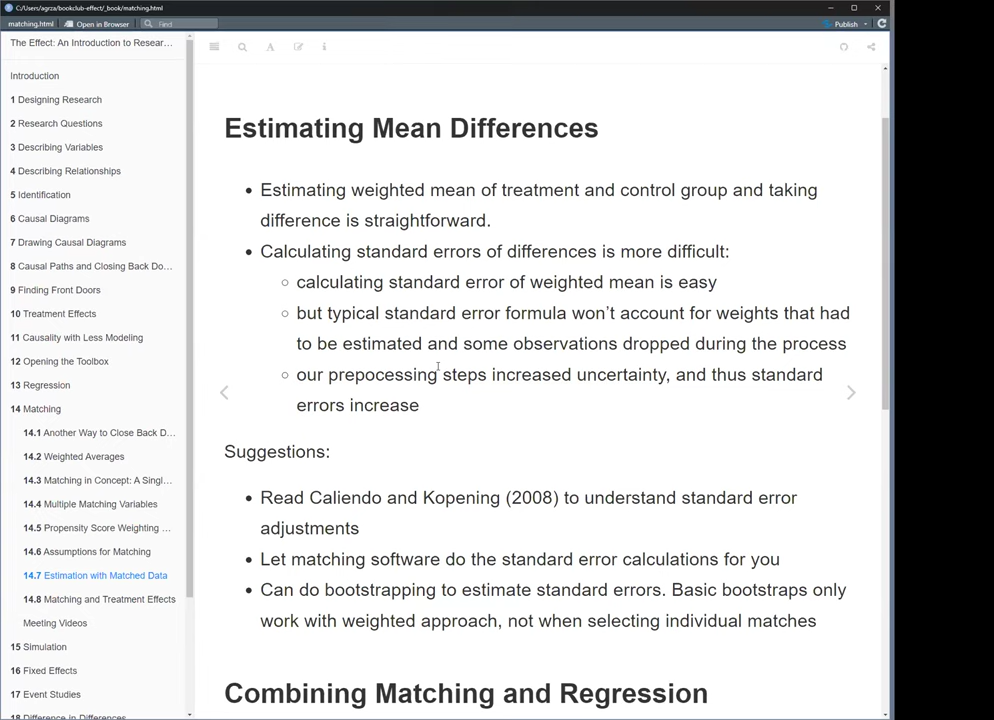 C:/Users/agrza/bookclub-effect/_book/matching.html
matching.html Open in Browser Find Publish
The Effect: An Introduction to Resear...
Introduction
1 Designing Research
2 Research Questions
3 Describing Variables
4 Describing Relationships
5 Identification
6 Causal Diagrams
7 Drawing Causal Diagrams
8 Causal Paths and Closing Back Do...
9 Finding Front Doors
10 Treatment Effects
11 Causality with Less Modeling
12 Opening the Toolbox
13 Regression
14 Matching
14.1 Another Way to Close Back D...
14.2 Weighted Averages
14.3 Matching in Concept: A Singl...
14.4 Multiple Matching Variables
14.5 Propensity Score Weighting ...
14.6 Assumptions for Matching
14.7 Estimation with Matched Data
14.8 Matching and Treatment Effects
Meeting Videos
15 Simulation
16 Fixed Effects
17 Event Studies
18 Difference in Differences
Estimating Mean Differences
• Estimating weighted mean of treatment and control group and taking
difference is straightforward.
• Calculating standard errors of differences is more difficult:
○ calculating standard error of weighted mean is easy
○ but typical standard error formula won't account for weights that had
to be estimated and some observations dropped during the process
○ our prepocessing steps increased uncertainty, and thus standard
errors increase
Suggestions:
• Read Caliendo and Kopening (2008) to understand standard error
adjustments
• Let matching software do the standard error calculations for you
• Can do bootstrapping to estimate standard errors. Basic bootstraps only
work with weighted approach, not when selecting individual matches
Combining Matching and Regression